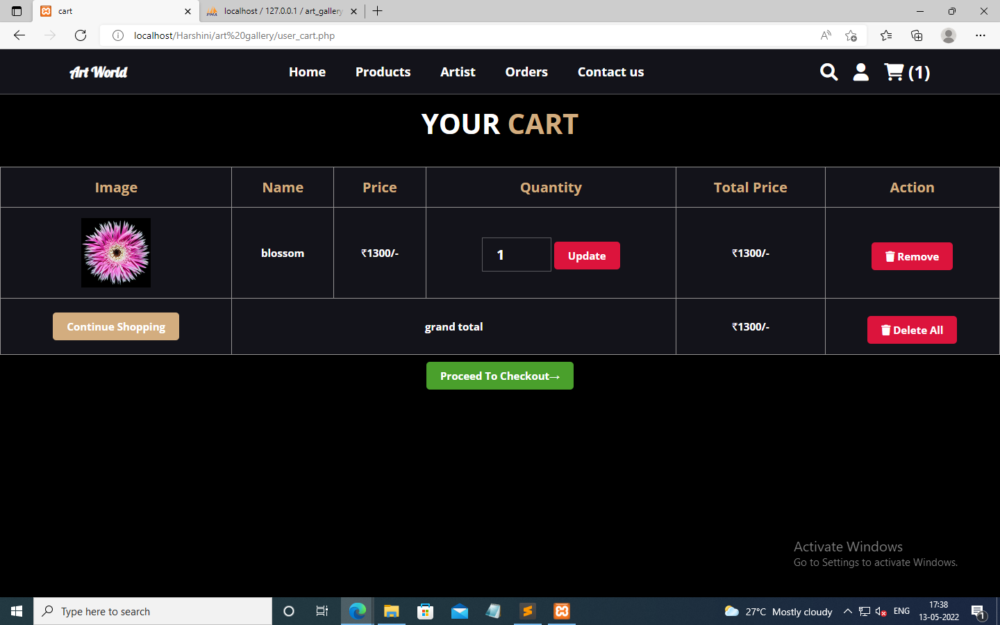 cart
localhost / 127.0.0.1 / art_gallery
localhost/Harshini/art%20gallery/user_cart.php
Art World
Home Products Artist Orders Contact us
(1)
YOUR CART
Image Name Price Quantity Total Price Action
blossom ₹1300/- 1 Update ₹1300/- Remove
Continue Shopping grand total ₹1300/- Delete All
Proceed To Checkout→
Activate Windows
Go to Settings to activate Windows.
Type here to search
27°C Mostly cloudy
ENG
17:38
13-05-2022
1